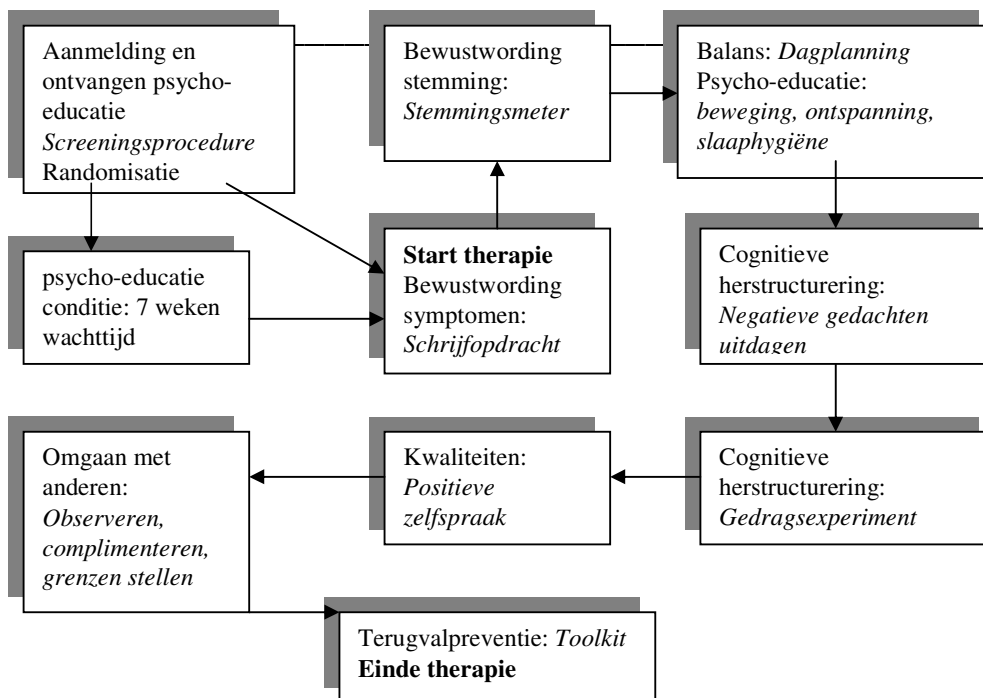 Aanmelding en
ontvangen psycho-
educatie
Screeningsprocedure
Randomisatie
psycho-educatie
conditie: 7 weken
wachttijd
Start therapie
Bewustwording
symptomen:
Schrijfopdracht
Bewustwording
stemming:
Stemmingsmeter
Balans: Dagplanning
Psycho-educatie:
beweging, ontspanning,
slaaphygiëne
Cognitieve
herstructurering:
Negatieve gedachten
uitdagen
Cognitieve
herstructurering:
Gedragsexperiment
Kwaliteiten:
Positieve
zelfspraak
Omgaan met
anderen:
Observeren,
complimenteren,
grenzen stellen
Terugvalpreventie: Toolkit
Einde therapie